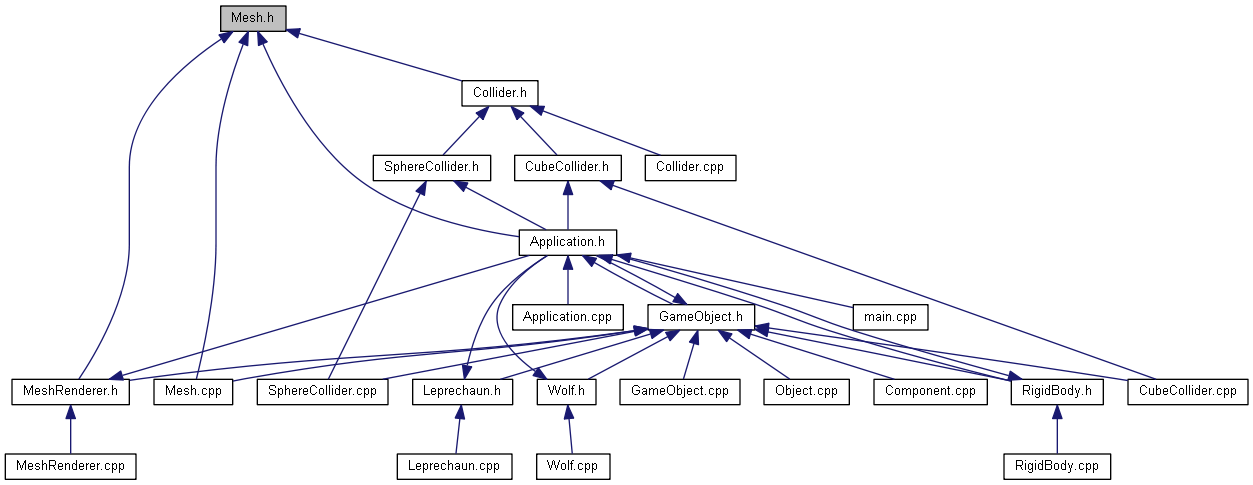 Mesh.h
Collider.h
SphereCollider.h
CubeCollider.h
Collider.cpp
Application.h
Application.cpp
GameObject.h
main.cpp
MeshRenderer.h
Mesh.cpp
SphereCollider.cpp
Leprechaun.h
Wolf.h
GameObject.cpp
Object.cpp
Component.cpp
RigidBody.h
CubeCollider.cpp
MeshRenderer.cpp
Leprechaun.cpp
Wolf.cpp
RigidBody.cpp